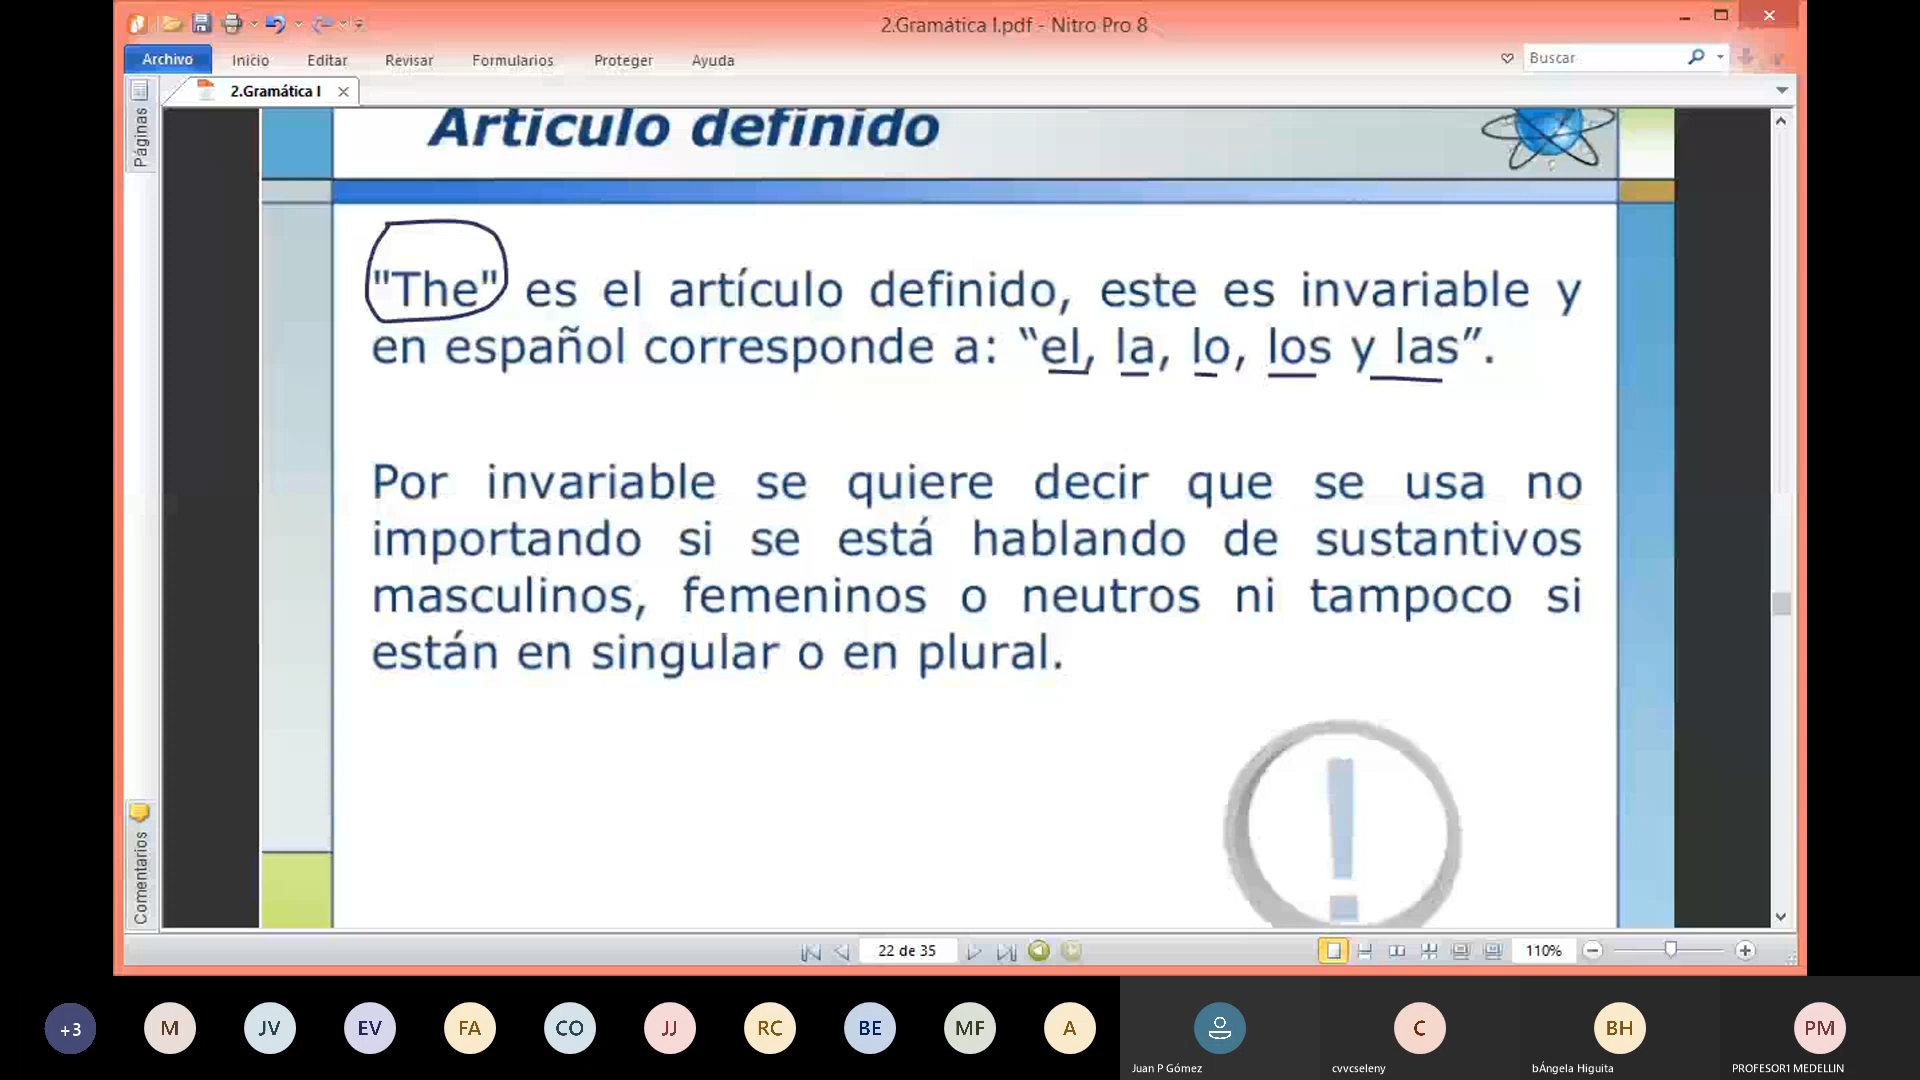 2.Gramática I.pdf - Nitro Pro 8
Archivo Inicio Editar Revisar Formularios Proteger Ayuda
Buscar
2.Gramática I
Páginas
Articulo definido
"The" es el artículo definido, este es invariable y
en español corresponde a: “el, la, lo, los y las”.
Por invariable se quiere decir que se usa no
importando si se está hablando de sustantivos
masculinos, femeninos o neutros ni tampoco si
están en singular o en plural.
!
Comentarios
22 de 35
110%
+3 M JV EV FA CO JJ RC BE MF A C BH PM
Juan P Gómez cvvcseleny bÁngela Higuita PROFESOR1 MEDELLIN